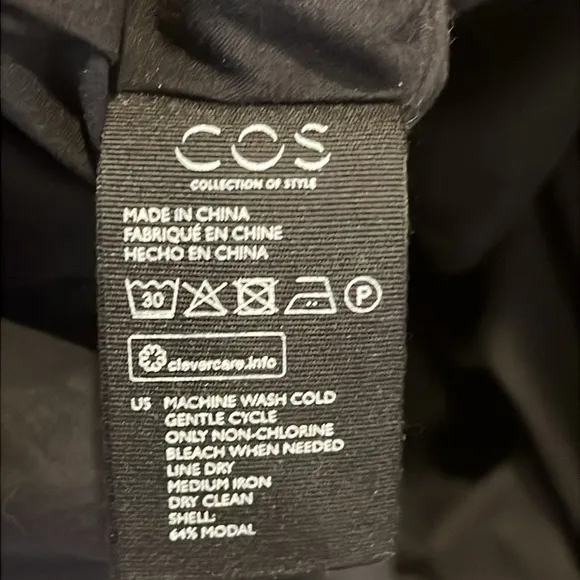 COS
COLLECTION OF STYLE
MADE IN CHINA
FABRIQUÉ EN CHINE
HECHO EN CHINA
30 P
clevercare.info
US MACHINE WASH COLD
GENTLE CYCLE
ONLY NON-CHLORINE
BLEACH WHEN NEEDED
LINE DRY
MEDIUM IRON
DRY CLEAN
SHELL:
64% MODAL